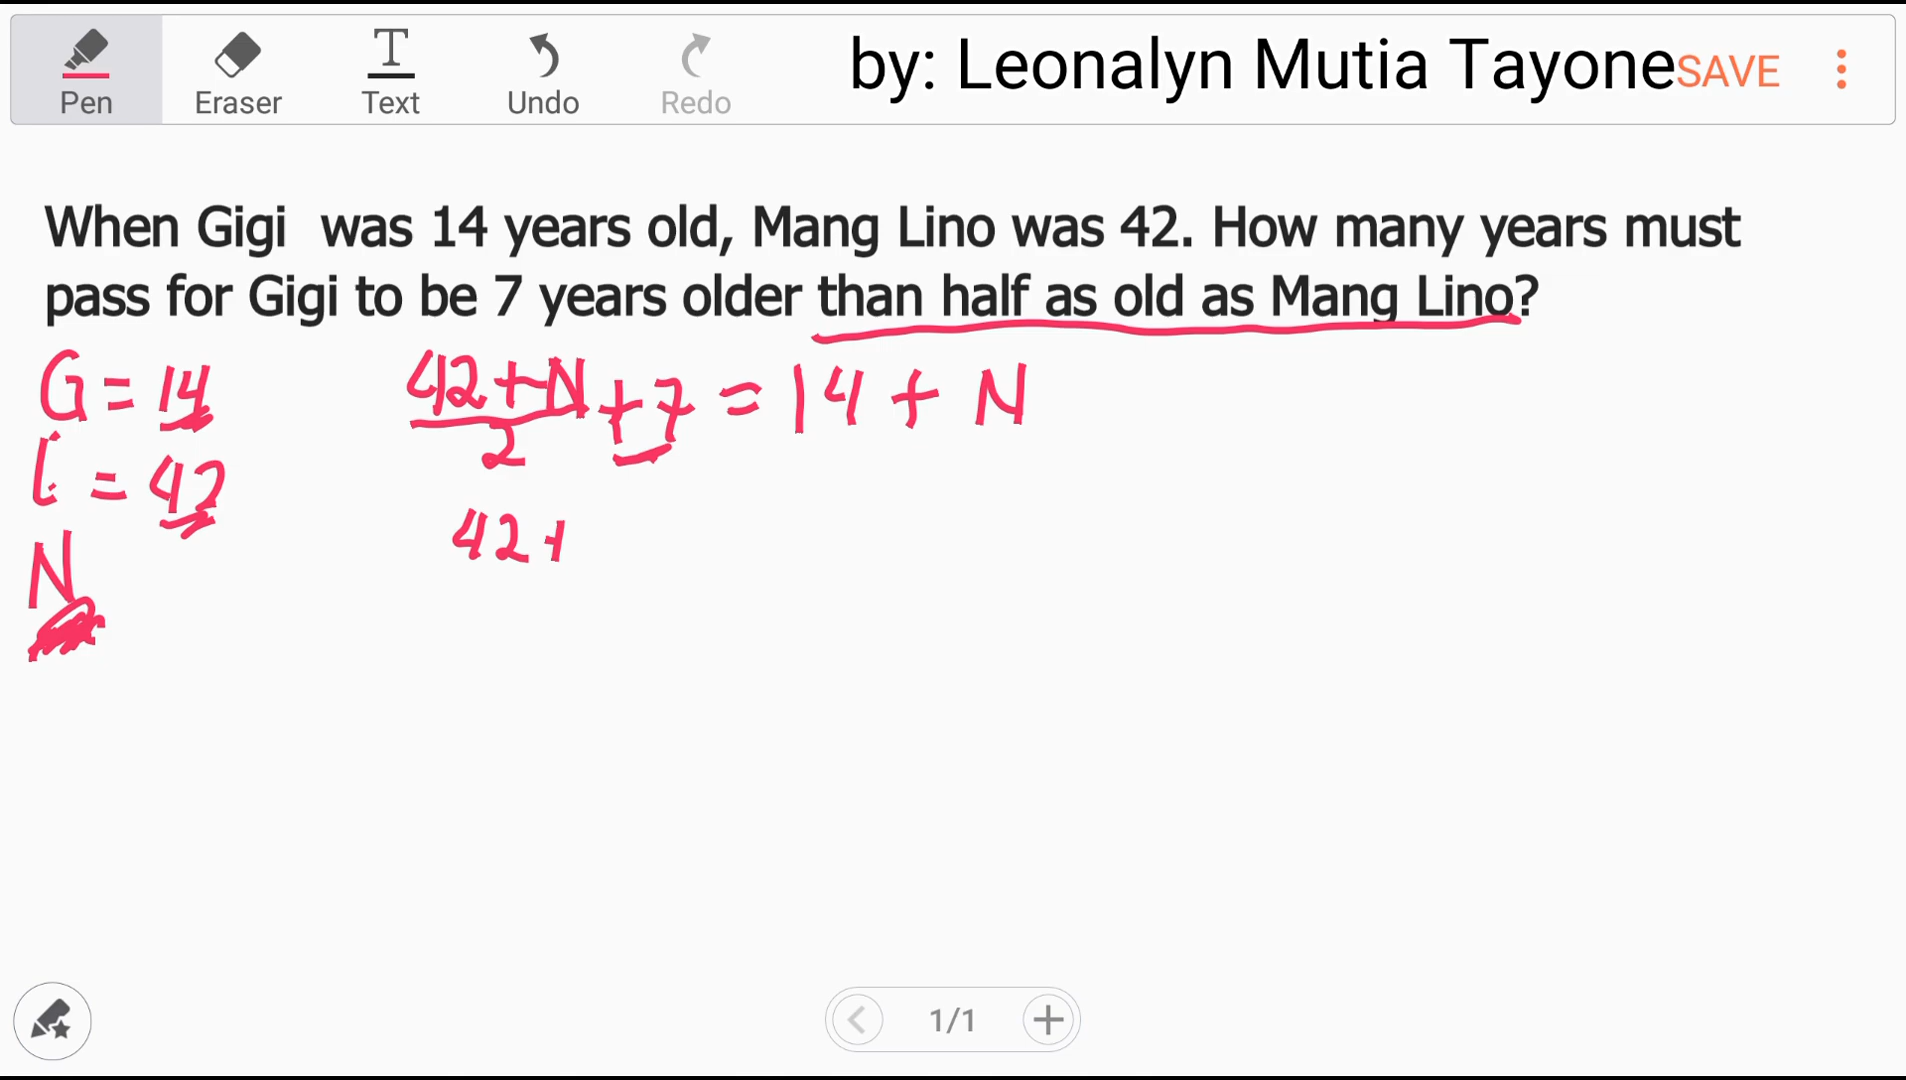 Pen Eraser Text Undo Redo by: Leonalyn Mutia Tayone SAVE
When Gigi was 14 years old, Mang Lino was 42. How many years must
pass for Gigi to be 7 years older than half as old as Mang Lino?
G = 14
42+N
2
+7 = 14 + N
L = 42
42+
N
1/1